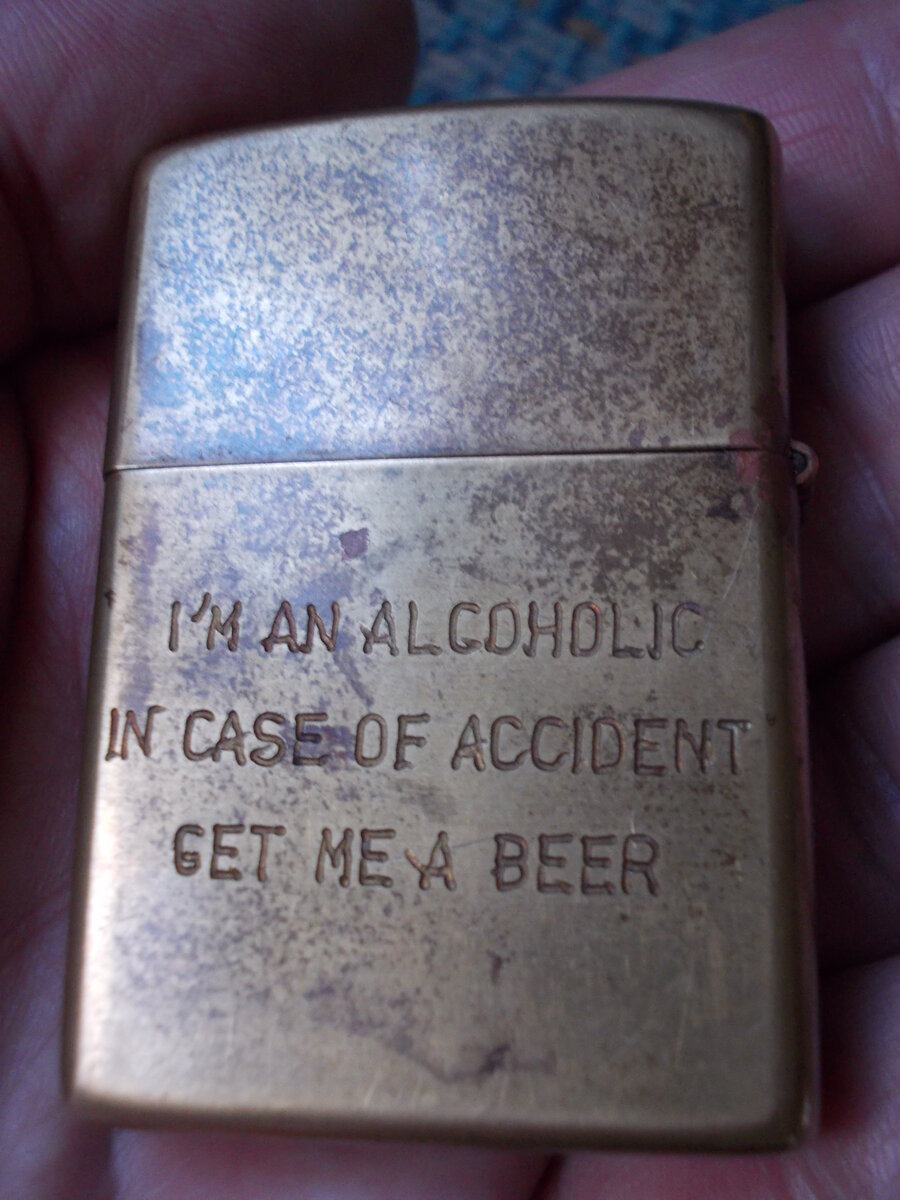 I'M AN ALCOHOLIC
IN CASE OF ACCIDENT
GET ME A BEER